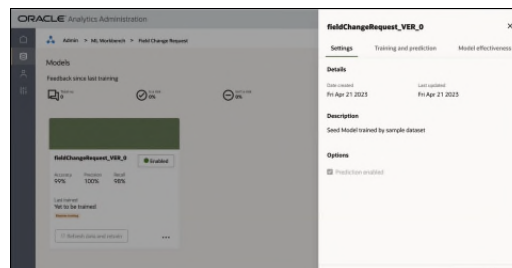 ORACLE Analytics Administration
Admin > ML Workbench > Field Change Request
Models
Feedback since last training
0
0%
0%
fieldChangeRequest_VER_0
Enabled
Accuracy Precision Recall
99% 100% 98%
Last trained
Yet to be trained
Refresh data and retrain
fieldChangeRequest_VER_0
Settings Training and prediction Model effectiveness
Details
Date created Last updated
Fri Apr 21 2023 Fri Apr 21 2023
Description
Seed Model trained by sample dataset
Options
Prediction enabled